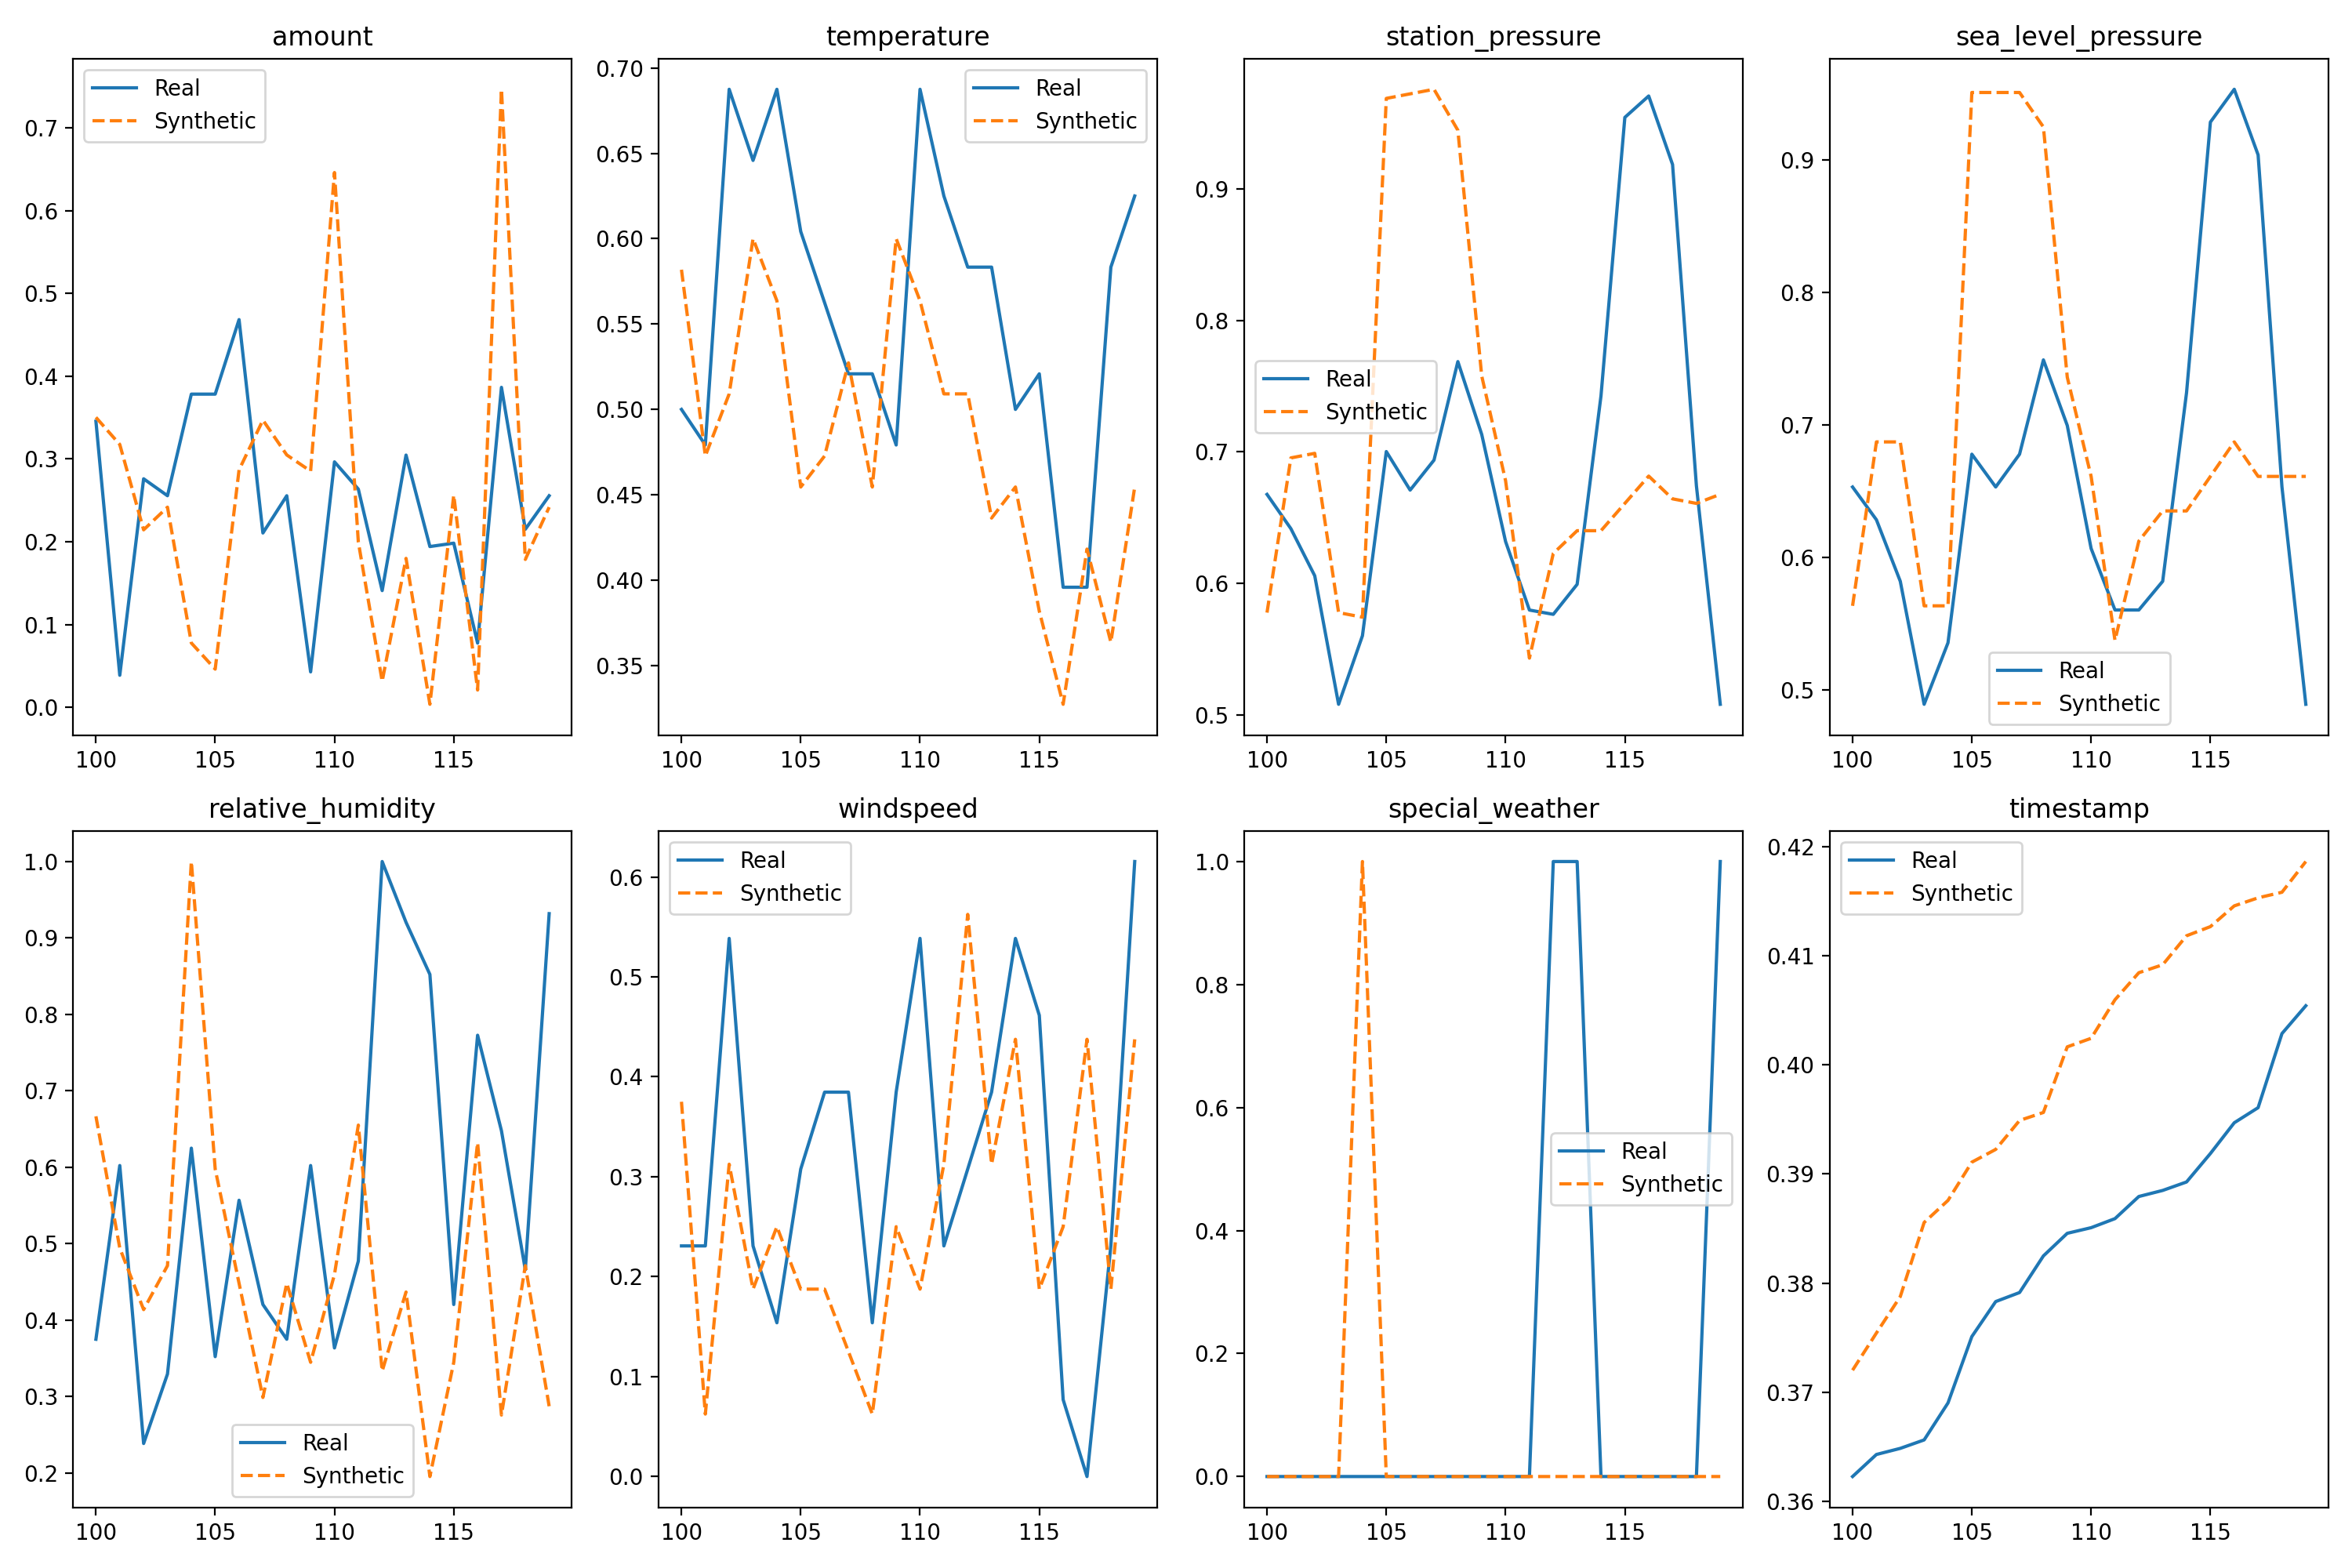 amount
Real
Synthetic
0.7
0.6
0.5
0.4
0.3
0.2
0.1
0.0
100 105 110 115
temperature
Real
Synthetic
0.70
0.65
0.60
0.55
0.50
0.45
0.40
0.35
100 105 110 115
station_pressure
Real
Synthetic
0.9
0.8
0.7
0.6
0.5
100 105 110 115
sea_level_pressure
Real
Synthetic
0.9
0.8
0.7
0.6
0.5
100 105 110 115
relative_humidity
Real
Synthetic
1.0
0.9
0.8
0.7
0.6
0.5
0.4
0.3
0.2
100 105 110 115
windspeed
Real
Synthetic
0.6
0.5
0.4
0.3
0.2
0.1
0.0
100 105 110 115
special_weather
Real
Synthetic
1.0
0.8
0.6
0.4
0.2
0.0
100 105 110 115
timestamp
Real
Synthetic
0.42
0.41
0.40
0.39
0.38
0.37
0.36
100 105 110 115